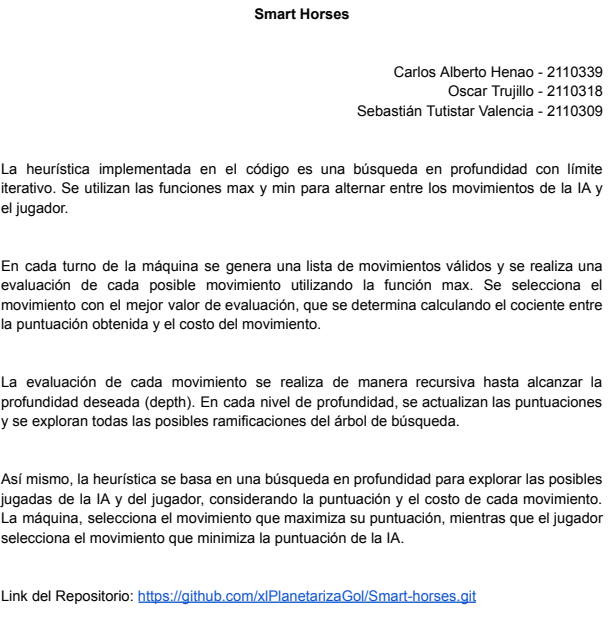 Smart Horses
Carlos Alberto Henao - 2110339
Oscar Trujillo - 2110318
Sebastián Tutistar Valencia - 2110309
La heurística implementada en el código es una búsqueda en profundidad con límite
iterativo. Se utilizan las funciones max y min para alternar entre los movimientos de la IA y
el jugador.
En cada turno de la máquina se genera una lista de movimientos válidos y se realiza una
evaluación de cada posible movimiento utilizando la función max. Se selecciona el
movimiento con el mejor valor de evaluación, que se determina calculando el cociente entre
la puntuación obtenida y el costo del movimiento.
La evaluación de cada movimiento se realiza de manera recursiva hasta alcanzar la
profundidad deseada (depth). En cada nivel de profundidad, se actualizan las puntuaciones
y se exploran todas las posibles ramificaciones del árbol de búsqueda.
Así mismo, la heurística se basa en una búsqueda en profundidad para explorar las posibles
jugadas de la IA y del jugador, considerando la puntuación y el costo de cada movimiento.
La máquina, selecciona el movimiento que maximiza su puntuación, mientras que el jugador
selecciona el movimiento que minimiza la puntuación de la IA.
Link del Repositorio: https://github.com/xlPlanetarizaGol/Smart-horses.git